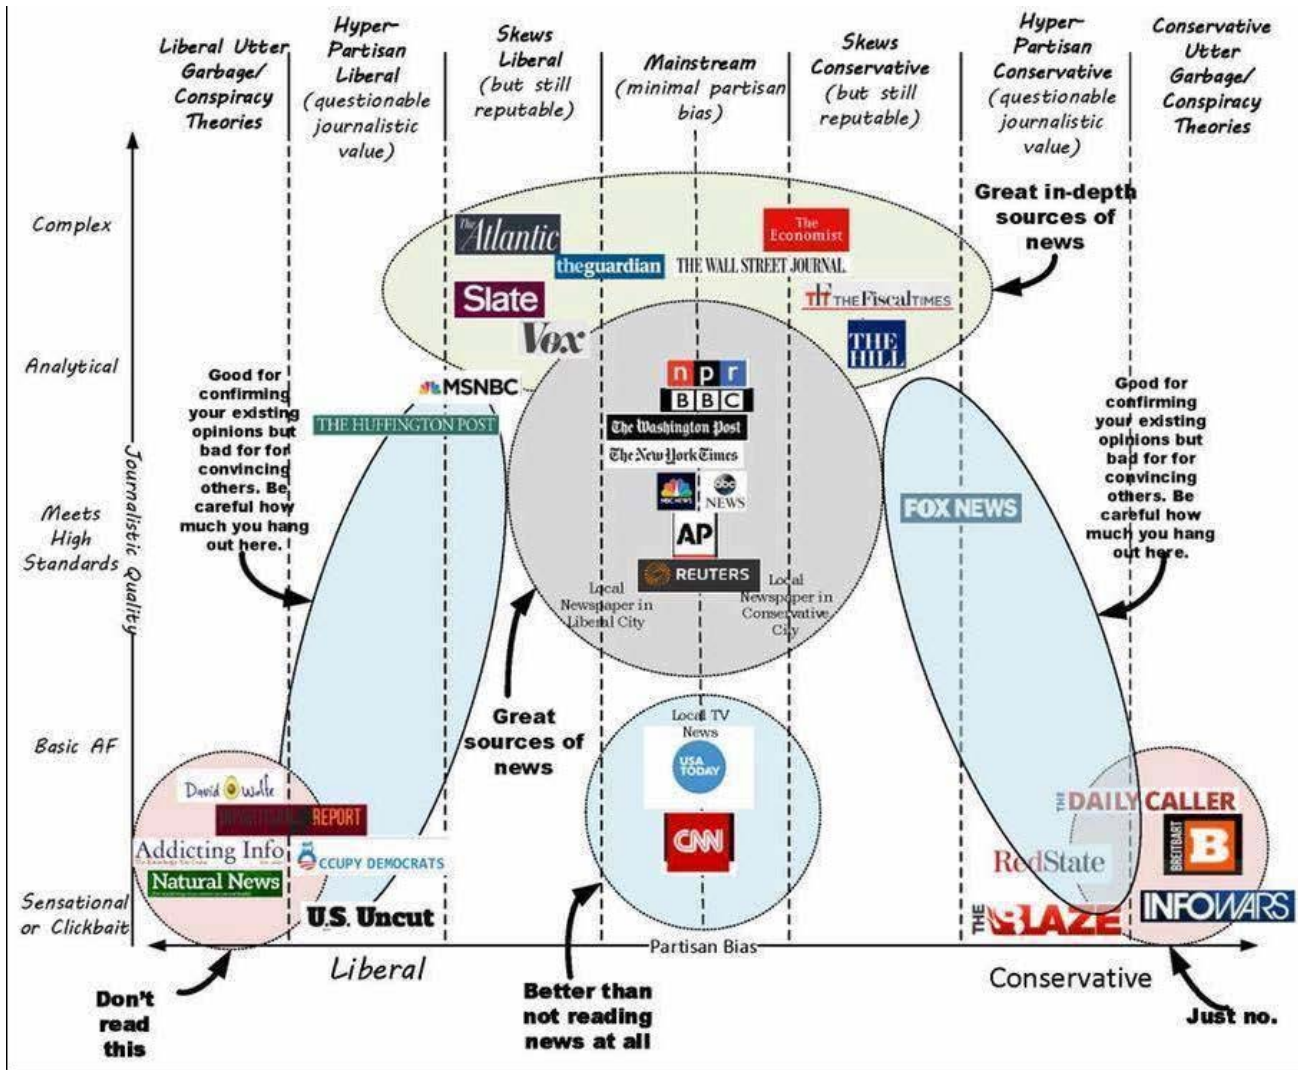 Liberal Utter
Garbage/
Conspiracy
Theories
Hyper-
Partisan
Liberal
(questionable
journalistic
value)
Skews
Liberal
(but still
reputable)
Mainstream
(minimal partisan
bias)
Skews
Conservative
(but still
reputable)
Hyper-
Partisan
Conservative
(questionable
journalistic
value)
Conservative
Utter
Garbage/
Conspiracy
Theories
Complex
Analytical
Meets
High
Standards
Basic AF
Sensational
or Clickbait
Journalistic Quality
Great in-depth
sources of
news
The
Atlantic
theguardian
Slate
Vox
The
Economist
THE WALL STREET JOURNAL.
TFT THE FISCALTIMES
THE
HILL
MSNBC
THE HUFFINGTON POST
Good for
confirming
your existing
opinions but
bad for for
convincing
others. Be
careful how
much you hang
out here.
npr
BBC
The Washington Post
The New York Times
NBC NEWS
abc
NEWS
AP
REUTERS
Local
Newspaper in
Liberal City
Local
Newspaper in
Conservative
City
FOX NEWS
Good for
confirming
your existing
opinions but
bad for for
convincing
others. Be
careful how
much you hang
out here.
Great
sources of
news
Local TV
News
USA
TODAY
CNN
David Wolfe
REPORT
Addicting Info
Natural News
OCCUPY DEMOCRATS
U.S. Uncut
THE DAILY CALLER
BREITBART
B
RedState
THE BLAZE
INFOWARS
Partisan Bias
Liberal
Conservative
Don't
read
this
Better than
not reading
news at all
Just no.